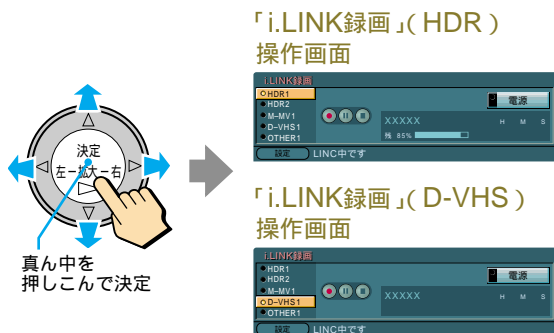 「i.LINK録画」（HDR）
操作画面
i.LINK録画
HDR1
HDR2
M–MV1
D–VHS1
OTHER1
電源
XXXXX
H M S
残 85%
設定 LINC中です
決定
左–拡大–右
真ん中を
押しこんで決定
「i.LINK録画」（D-VHS）
操作画面
i.LINK録画
HDR1
HDR2
M–MV1
D–VHS1
OTHER1
電源
XXXXX
H M S
設定 LINC中です